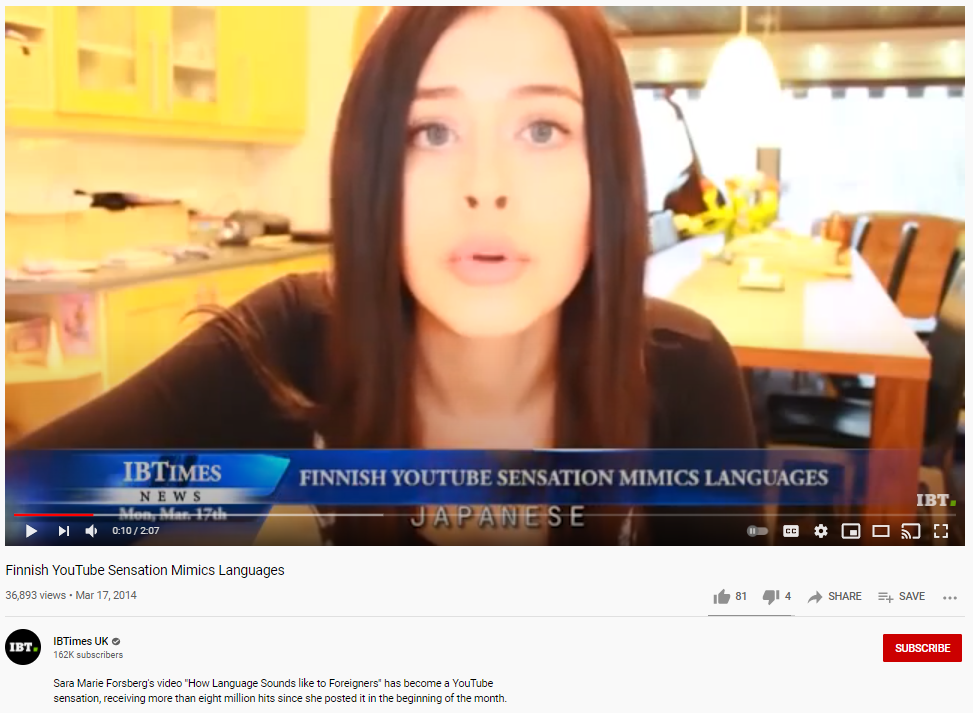 IBTIMES
NEWS
Mon, Mar. 17th
FINNISH YOUTUBE SENSATION MIMICS LANGUAGES
JAPANESE
IBT.
0:10 / 2:07
CC
Finnish YouTube Sensation Mimics Languages
36,893 views • Mar 17, 2014
81
4
SHARE
SAVE
IBT.
IBTimes UK
162K subscribers
SUBSCRIBE
Sara Marie Forsberg's video "How Language Sounds like to Foreigners" has become a YouTube
sensation, receiving more than eight million hits since she posted it in the beginning of the month.